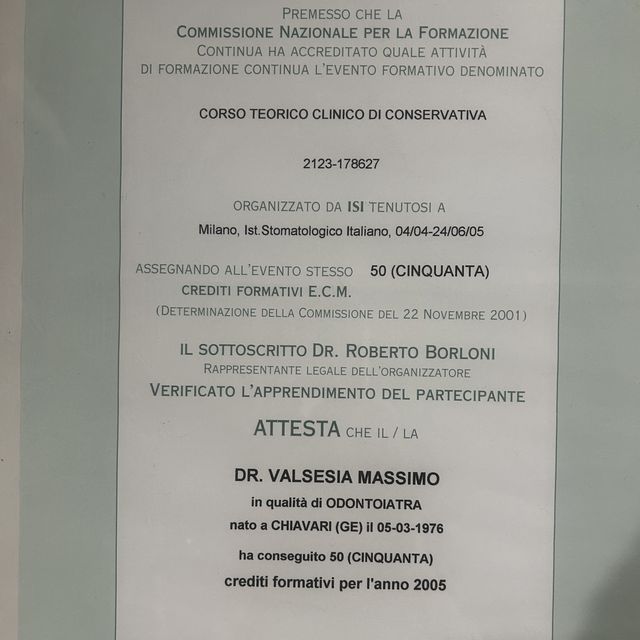 PREMESSO CHE LA
COMMISSIONE NAZIONALE PER LA FORMAZIONE
CONTINUA HA ACCREDITATO QUALE ATTIVITÀ
DI FORMAZIONE CONTINUA L'EVENTO FORMATIVO DENOMINATO
CORSO TEORICO CLINICO DI CONSERVATIVA
2123-178627
ORGANIZZATO DA ISI TENUTOSI A
Milano, Ist.Stomatologico Italiano, 04/04-24/06/05
ASSEGNANDO ALL'EVENTO STESSO 50 (CINQUANTA)
CREDITI FORMATIVI E.C.M.
(DETERMINAZIONE DELLA COMMISSIONE DEL 22 NOVEMBRE 2001)
IL SOTTOSCRITTO DR. ROBERTO BORLONI
RAPPRESENTANTE LEGALE DELL'ORGANIZZATORE
VERIFICATO L'APPRENDIMENTO DEL PARTECIPANTE
ATTESTA CHE IL / LA
DR. VALSESIA MASSIMO
in qualità di ODONTOIATRA
nato a CHIAVARI (GE) il 05-03-1976
ha conseguito 50 (CINQUANTA)
crediti formativi per l'anno 2005